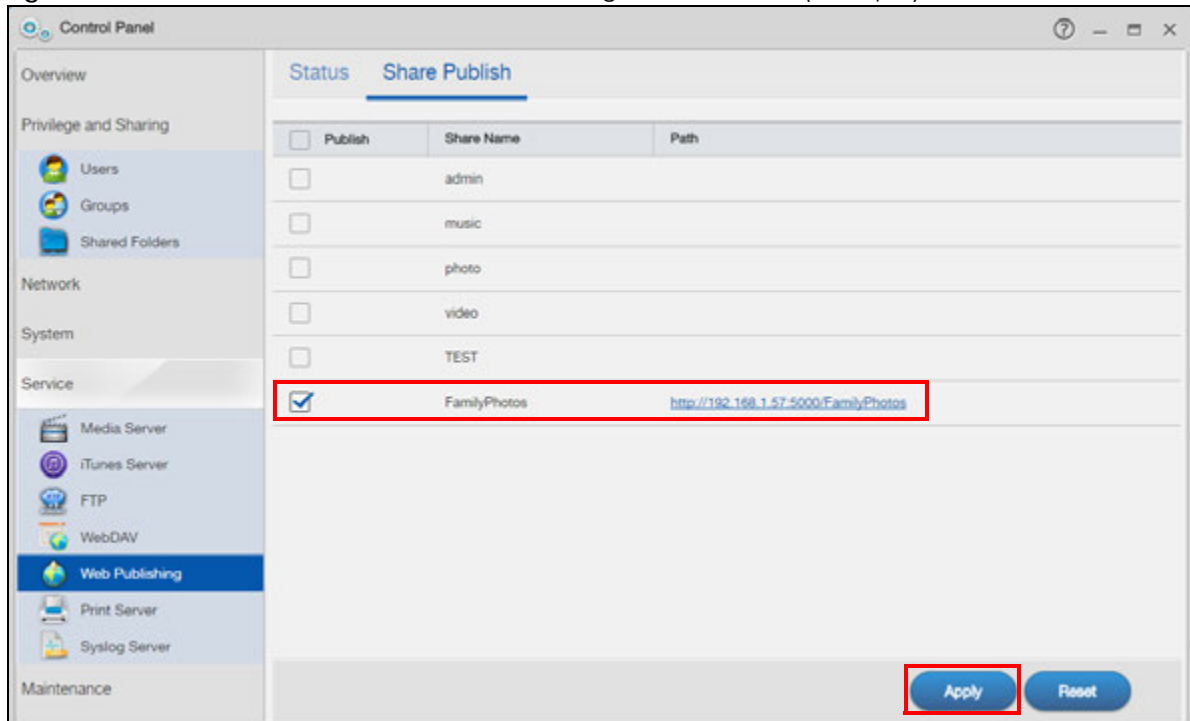 Control Panel
Overview
Privilege and Sharing
Users
Groups
Shared Folders
Network
System
Service
Media Server
iTunes Server
FTP
WebDAV
Web Publishing
Print Server
Syslog Server
Maintenance
Status Share Publish
Publish Share Name Path
admin
music
photo
video
TEST
FamilyPhotos http://192.168.1.57:5000/FamilyPhotos
Apply Reset